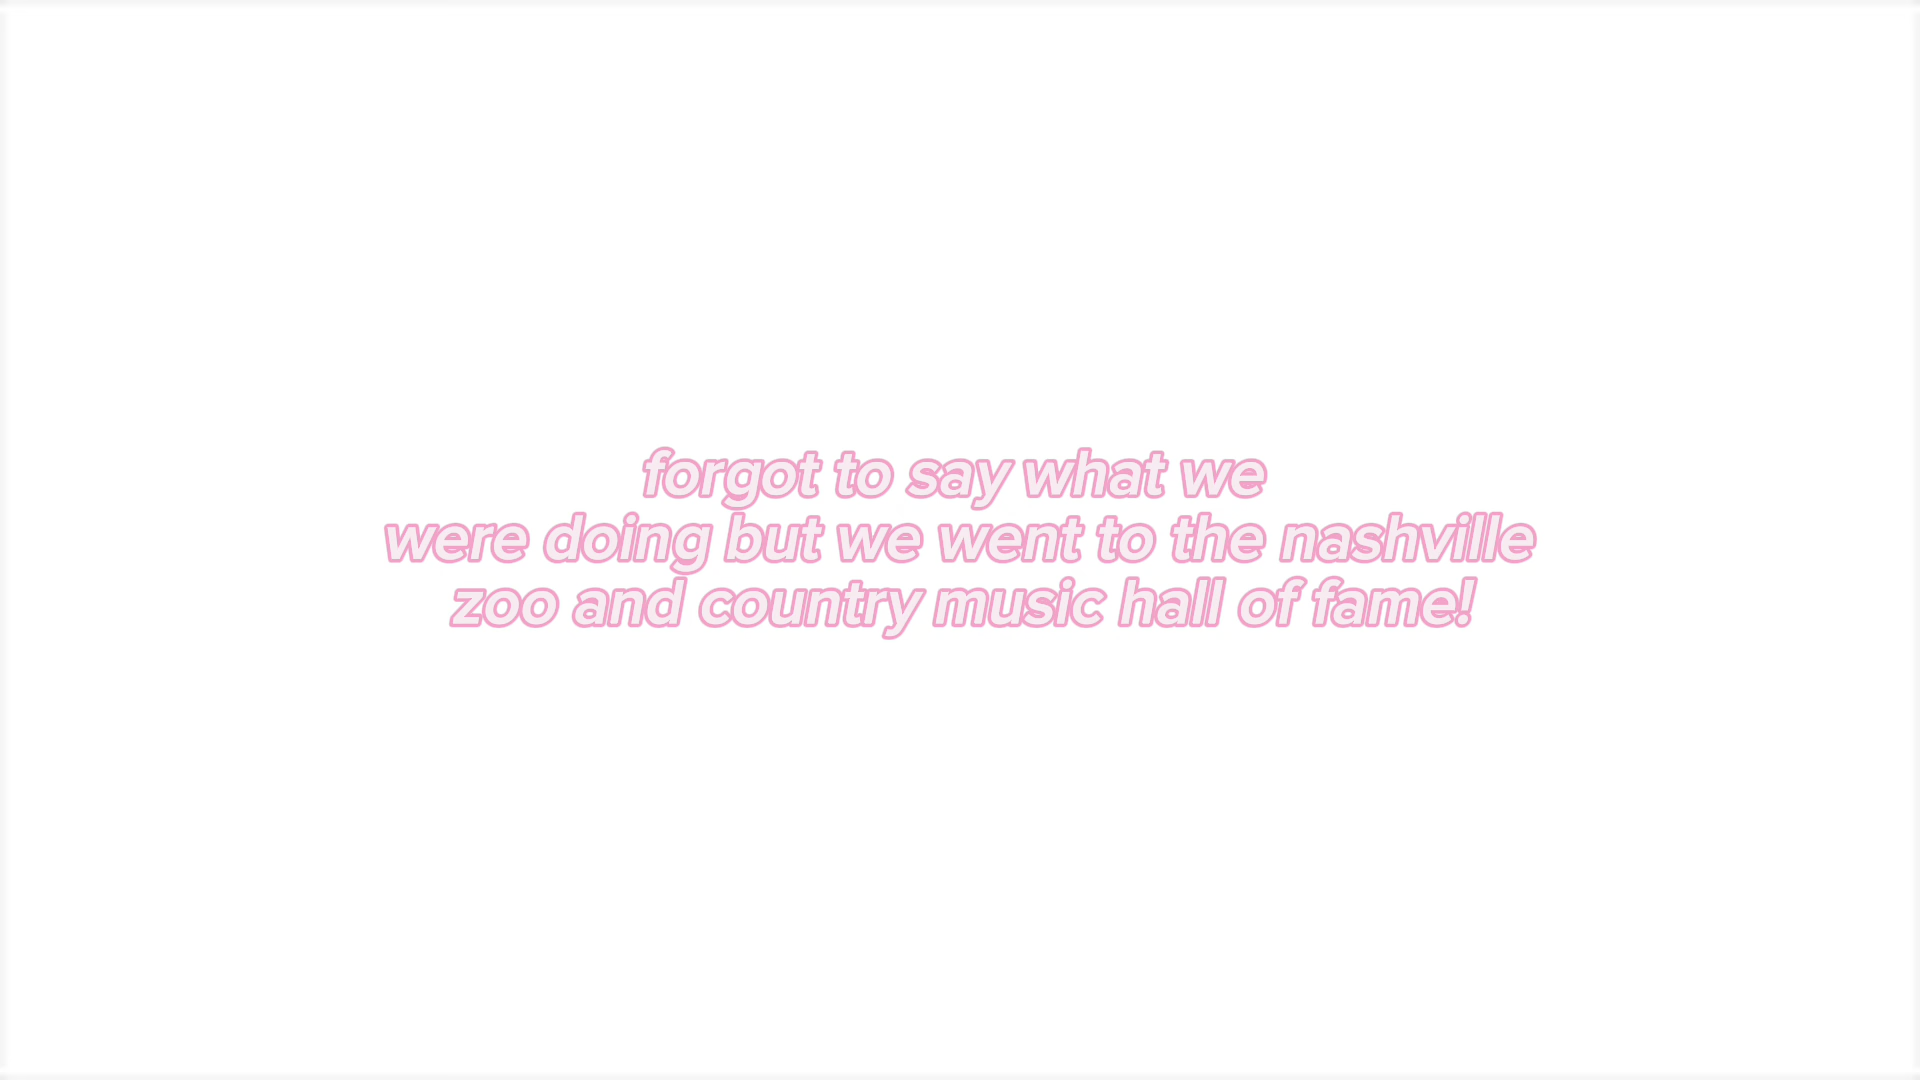 forgot to say what we
were doing but we went to the nashville
zoo and country music hall of fame!